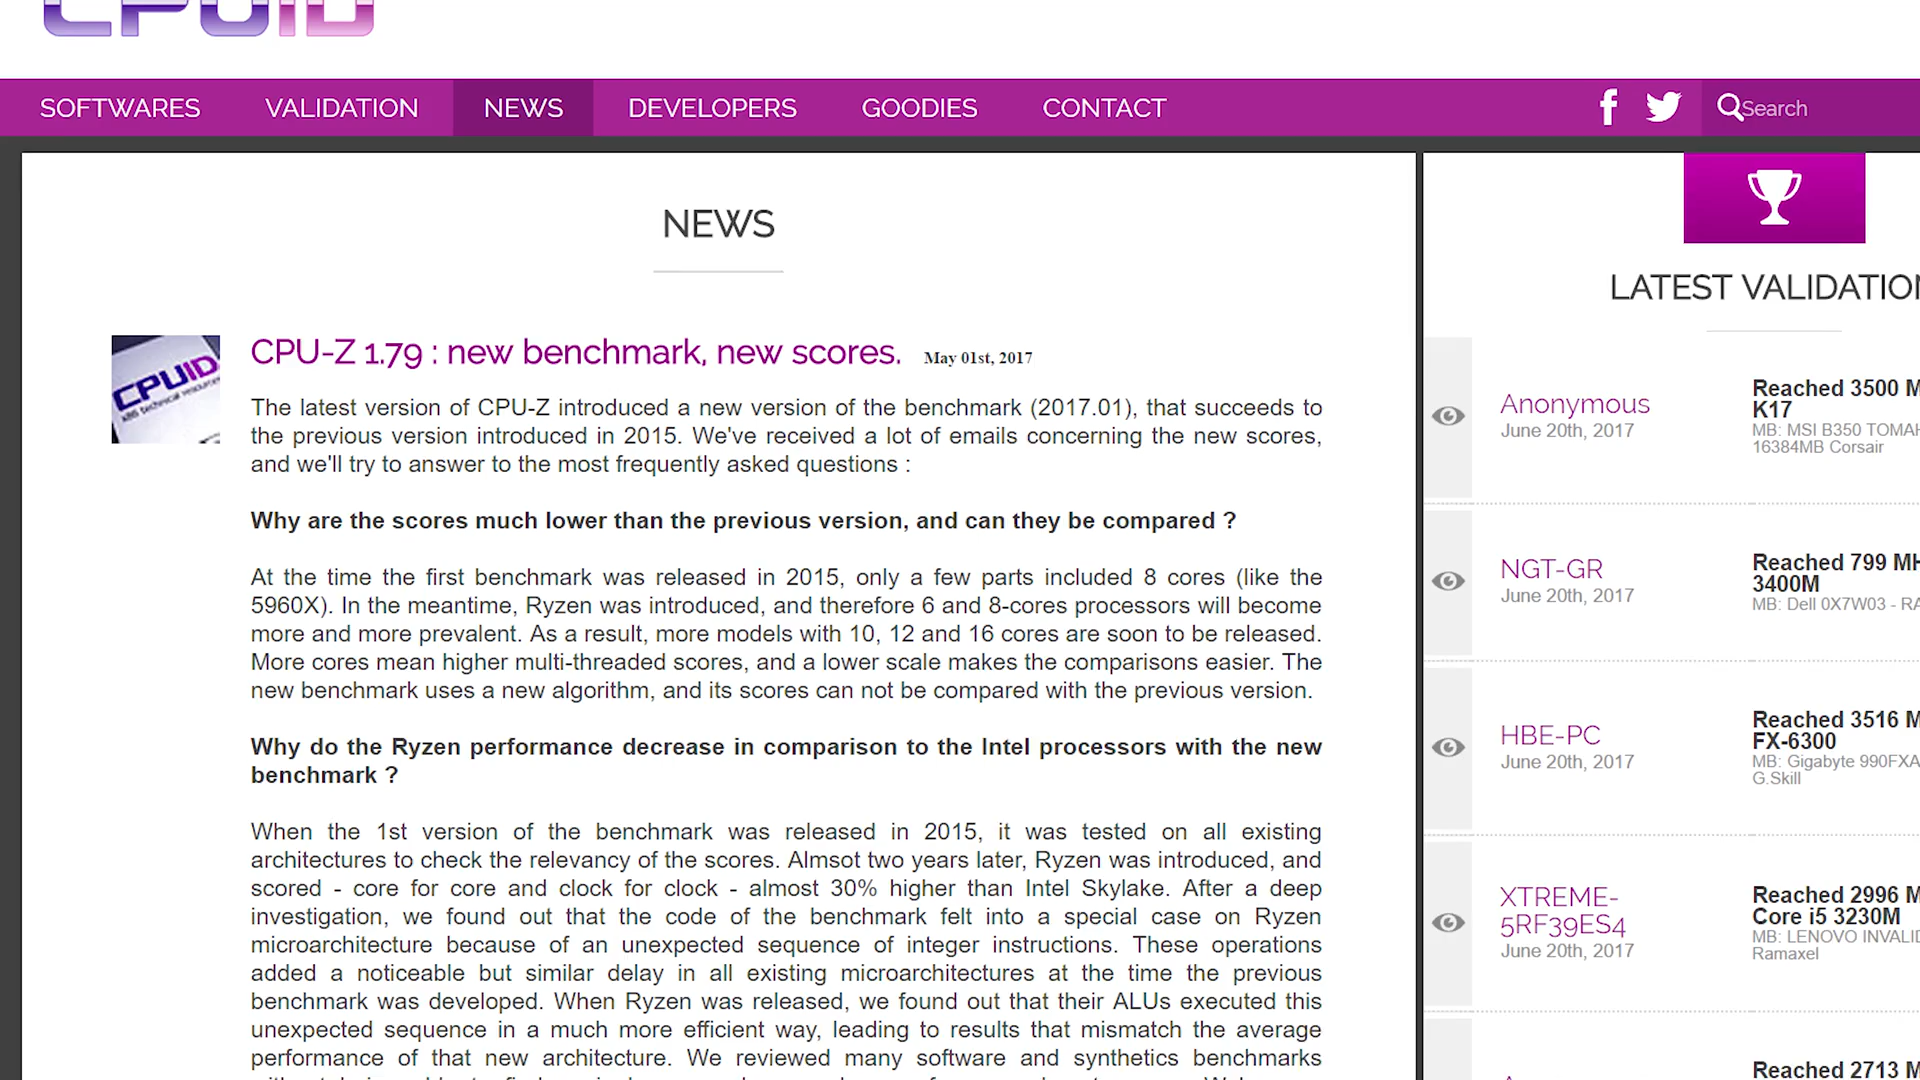 CPUID
SOFTWARES VALIDATION NEWS DEVELOPERS GOODIES CONTACT Search
NEWS
CPUID
x86 technical resources
CPU-Z 1.79 : new benchmark, new scores. May 01st, 2017
The latest version of CPU-Z introduced a new version of the benchmark (2017.01), that succeeds to
the previous version introduced in 2015. We've received a lot of emails concerning the new scores,
and we'll try to answer to the most frequently asked questions :
Why are the scores much lower than the previous version, and can they be compared ?
At the time the first benchmark was released in 2015, only a few parts included 8 cores (like the
5960X). In the meantime, Ryzen was introduced, and therefore 6 and 8-cores processors will become
more and more prevalent. As a result, more models with 10, 12 and 16 cores are soon to be released.
More cores mean higher multi-threaded scores, and a lower scale makes the comparisons easier. The
new benchmark uses a new algorithm, and its scores can not be compared with the previous version.
Why do the Ryzen performance decrease in comparison to the Intel processors with the new
benchmark ?
When the 1st version of the benchmark was released in 2015, it was tested on all existing
architectures to check the relevancy of the scores. Almsot two years later, Ryzen was introduced, and
scored - core for core and clock for clock - almost 30% higher than Intel Skylake. After a deep
investigation, we found out that the code of the benchmark felt into a special case on Ryzen
microarchitecture because of an unexpected sequence of integer instructions. These operations
added a noticeable but similar delay in all existing microarchitectures at the time the previous
benchmark was developed. When Ryzen was released, we found out that their ALUs executed this
unexpected sequence in a much more efficient way, leading to results that mismatch the average
performance of that new architecture. We reviewed many software and synthetics benchmarks
LATEST VALIDATION
Anonymous
June 20th, 2017
Reached 3500 M
K17
MB: MSI B350 TOMAH
16384MB Corsair
NGT-GR
June 20th, 2017
Reached 799 MH
3400M
MB: Dell 0X7W03 - RA
HBE-PC
June 20th, 2017
Reached 3516 M
FX-6300
MB: Gigabyte 990FXA
G.Skill
XTREME-
5RF39ES4
June 20th, 2017
Reached 2996 M
Core i5 3230M
MB: LENOVO INVALID
Ramaxel
Reached 2713 M